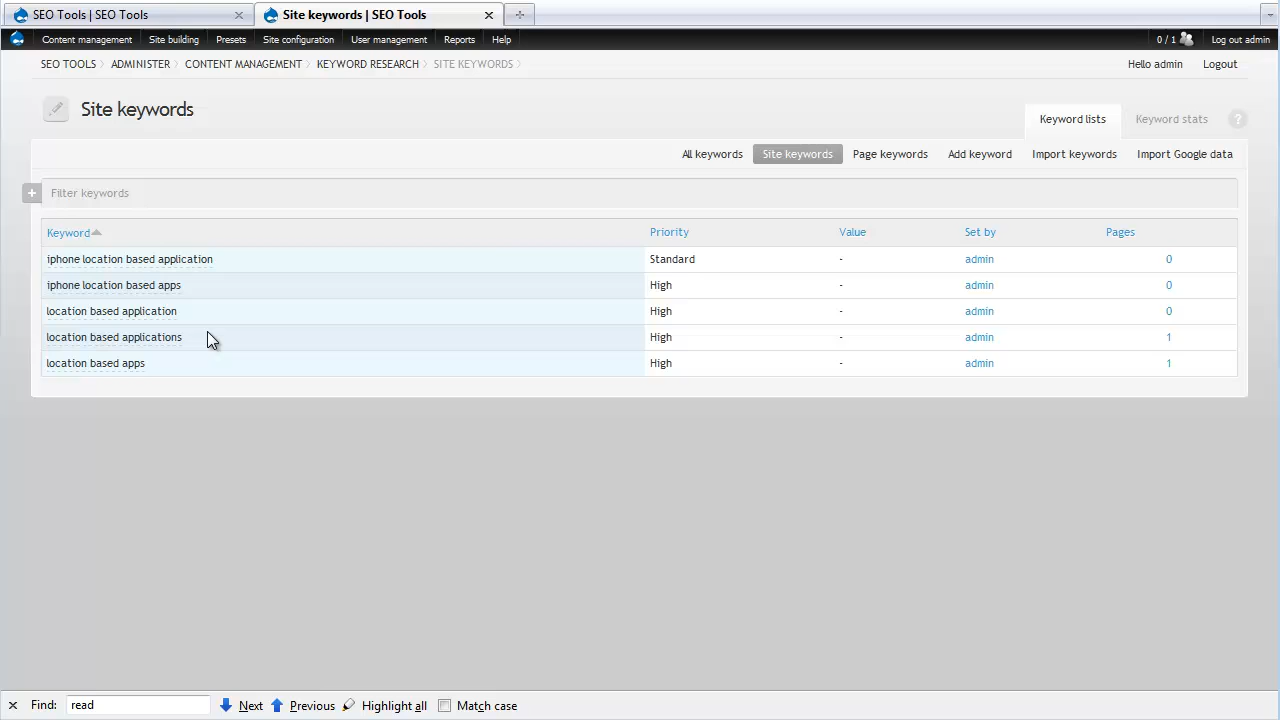 SEO Tools | SEO Tools
Site keywords | SEO Tools
Content management Site building Presets Site configuration User management Reports Help 0 / 1 Log out admin
SEO TOOLS ADMINISTER CONTENT MANAGEMENT KEYWORD RESEARCH SITE KEYWORDS Hello admin Logout
Site keywords
Keyword lists Keyword stats ?
All keywords Site keywords Page keywords Add keyword Import keywords Import Google data
+ Filter keywords
Keyword Priority Value Set by Pages
iphone location based application Standard - admin 0
iphone location based apps High - admin 0
location based application High - admin 0
location based applications High - admin 1
location based apps High - admin 1
Find: read Next Previous Highlight all Match case